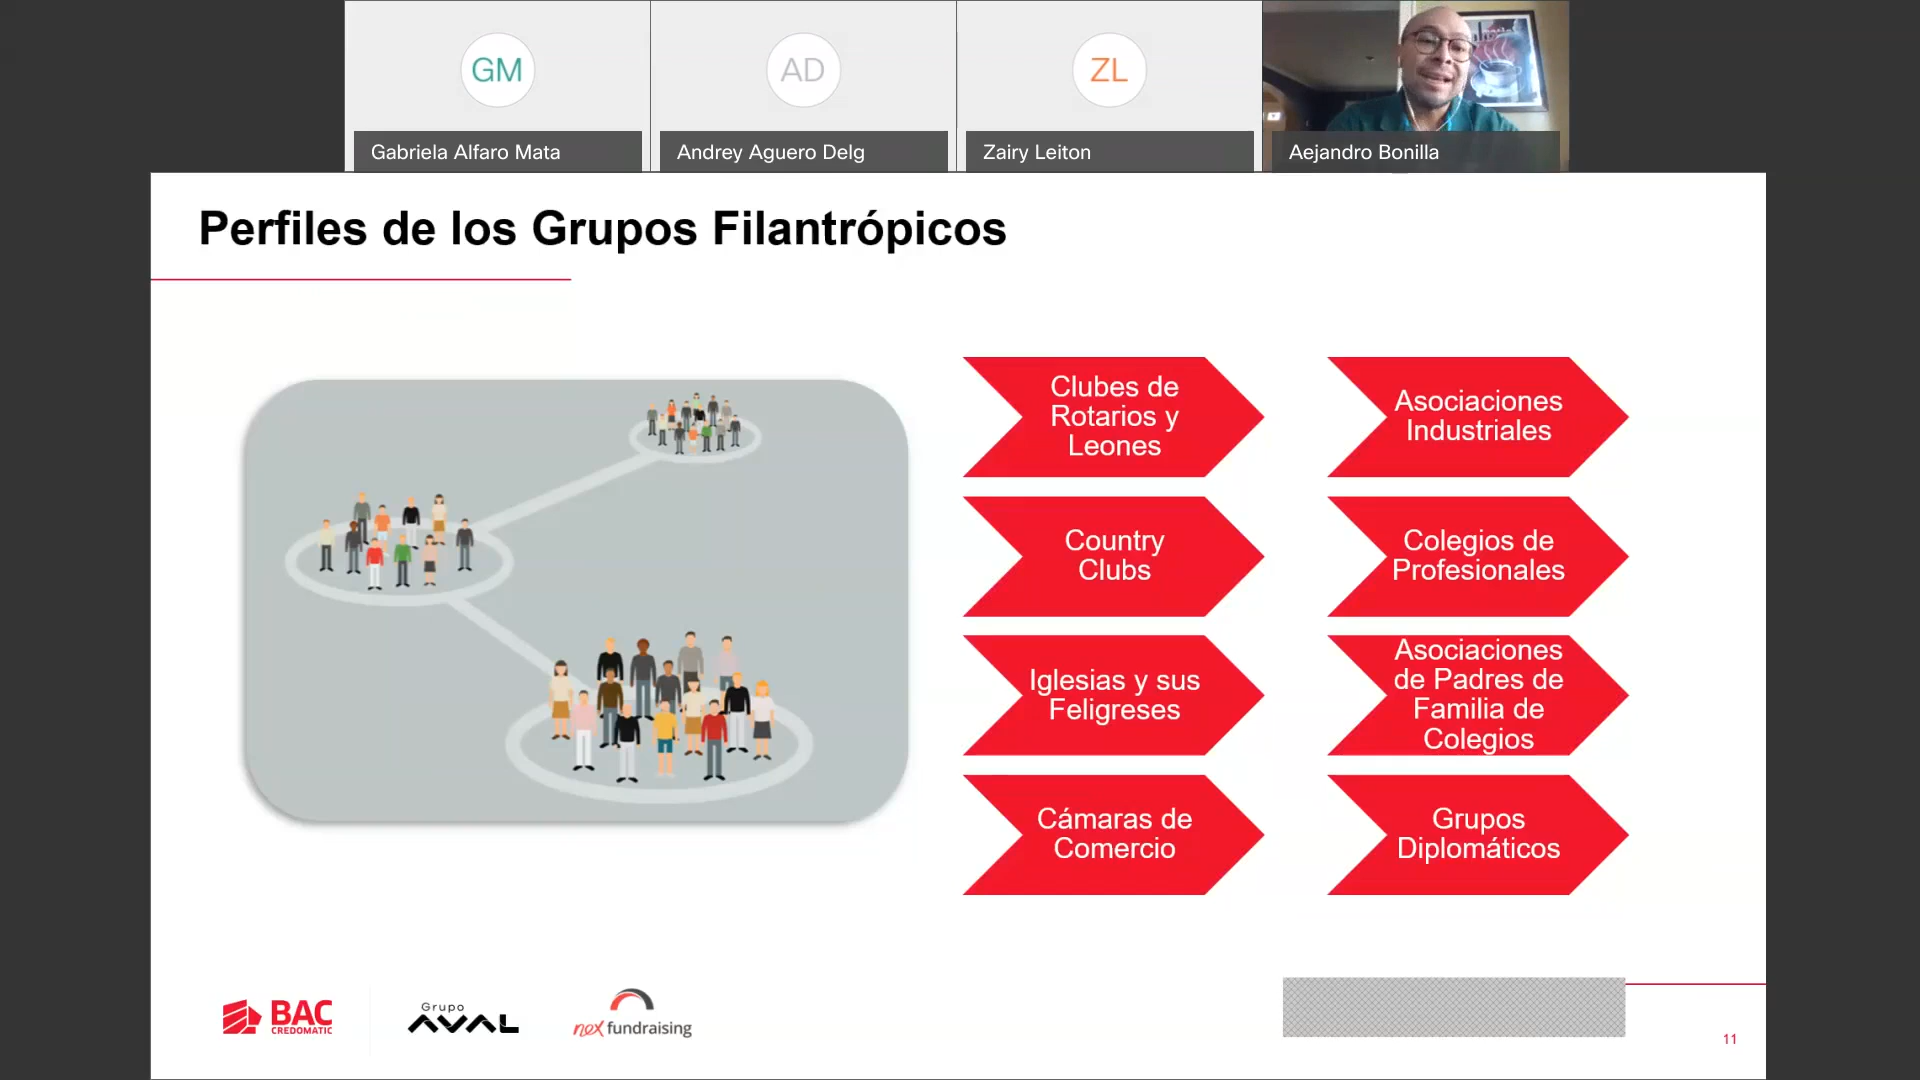 GM
AD
ZL
Gabriela Alfaro Mata
Andrey Aguero Delg
Zairy Leiton
Aejandro Bonilla
Perfiles de los Grupos Filantrópicos
Clubes de
Rotarios y
Leones
Asociaciones
Industriales
Country
Clubs
Colegios de
Profesionales
Iglesias y sus
Feligreses
Asociaciones
de Padres de
Familia de
Colegios
Cámaras de
Comercio
Grupos
Diplomáticos
BAC
CREDOMATIC
Grupo
AVAL
nex fundraising
11